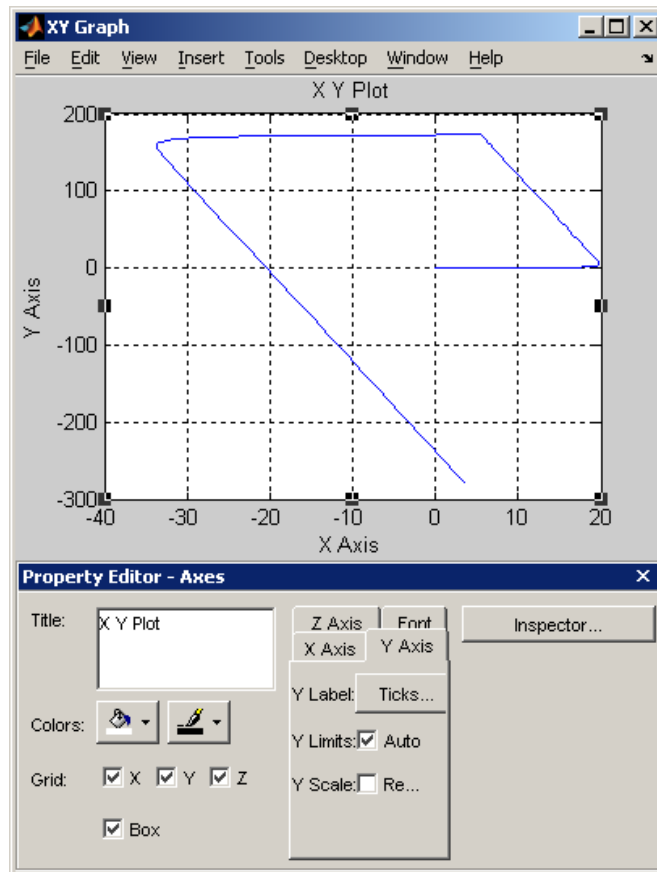 XY Graph
File Edit View Insert Tools Desktop Window Help
X Y Plot
200
100
0
-100
-200
-300
Y Axis
-40 -30 -20 -10 0 10 20
X Axis
Property Editor - Axes
Title: X Y Plot
Z Axis Font
X Axis Y Axis
Inspector...
Y Label: Ticks...
Colors:
Y Limits: Auto
Grid: X Y Z
Y Scale: Re...
Box